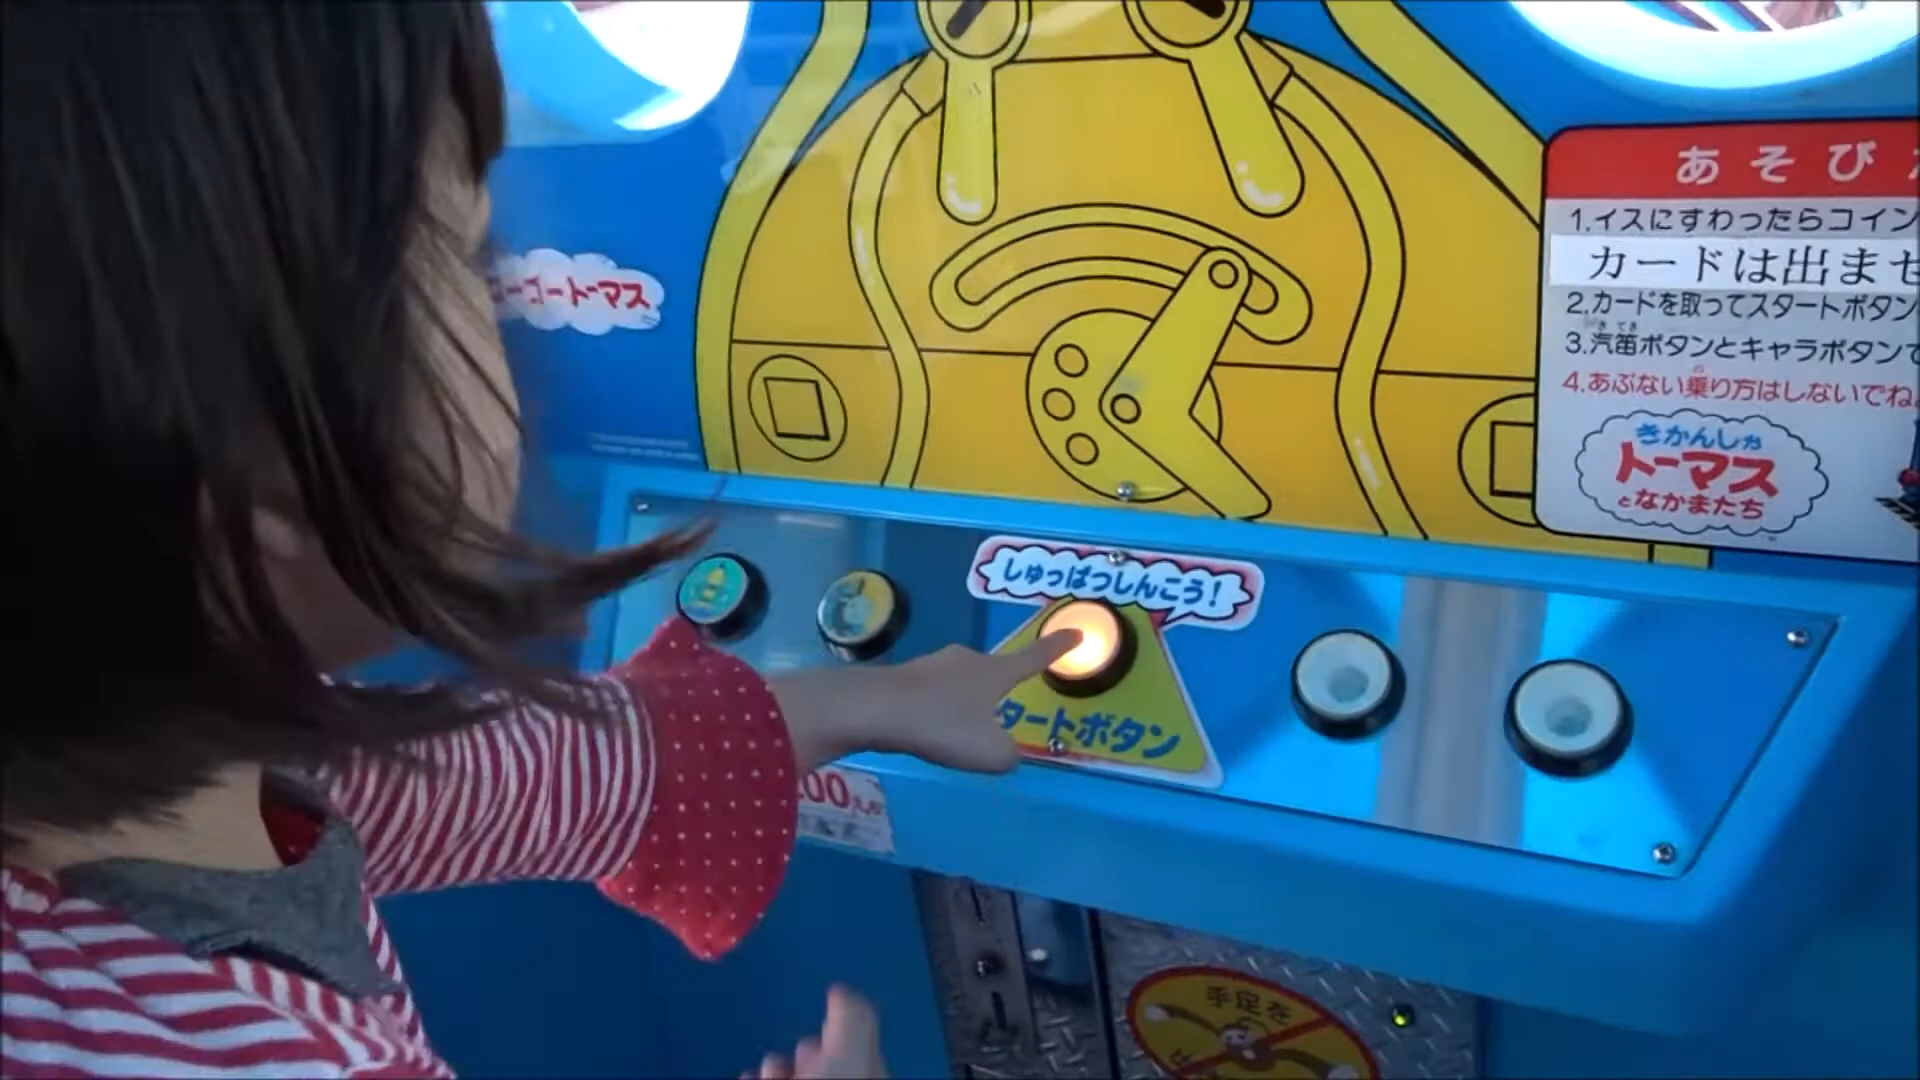 ゴーゴートーマス
あそび
1.イスにすわったらコイン
カードは出ませ
2.カードを取ってスタートボタン
3.汽笛ボタンとキャラボタンで
きてき
4.あぶない乗り方はしないでね
の
きかんしゃ
トーマス
となかまたち
しゅっぱつしんこう!
タートボタン
00
手足を